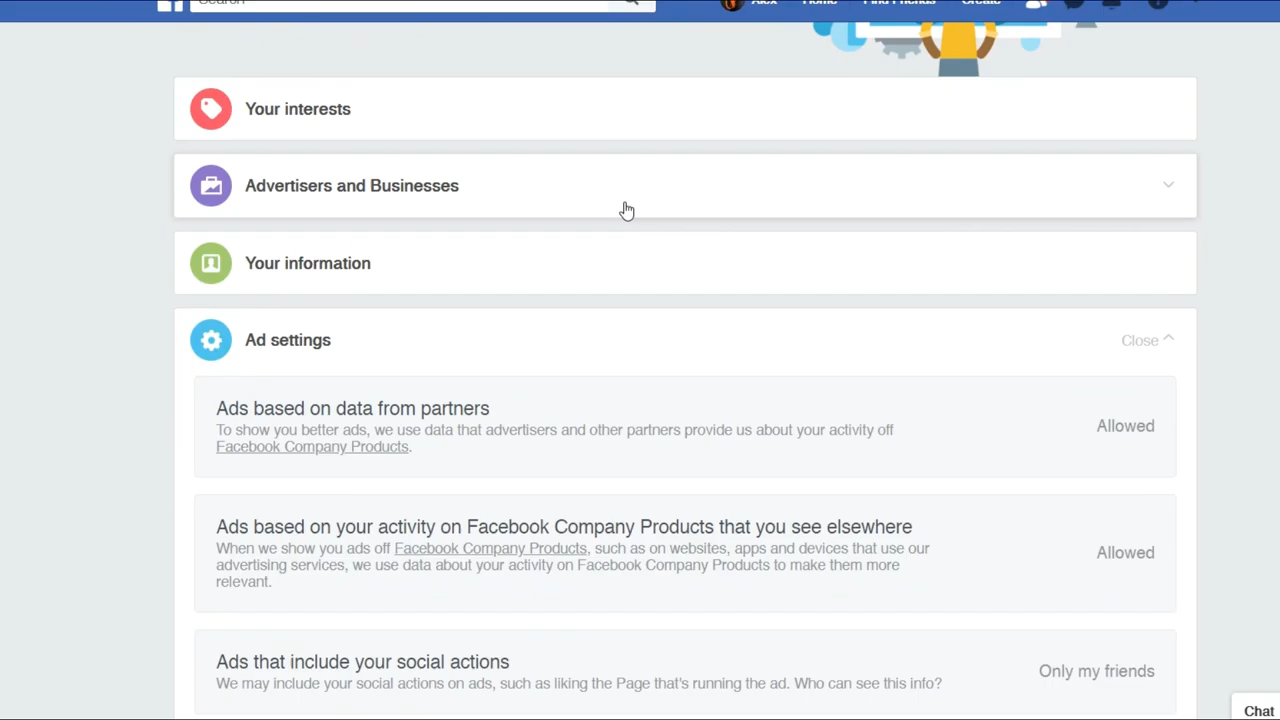 Search
Alex Home Find Friends Create
Your interests
Advertisers and Businesses
Your information
Ad settings
Close
Ads based on data from partners
To show you better ads, we use data that advertisers and other partners provide us about your activity off
Facebook Company Products.
Allowed
Ads based on your activity on Facebook Company Products that you see elsewhere
When we show you ads off Facebook Company Products, such as on websites, apps and devices that use our
advertising services, we use data about your activity on Facebook Company Products to make them more
relevant.
Allowed
Ads that include your social actions
We may include your social actions on ads, such as liking the Page that's running the ad. Who can see this info?
Only my friends
Chat